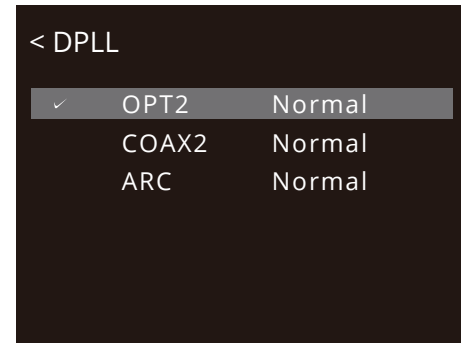 < DPLL
✓ OPT2 Normal
COAX2 Normal
ARC Normal